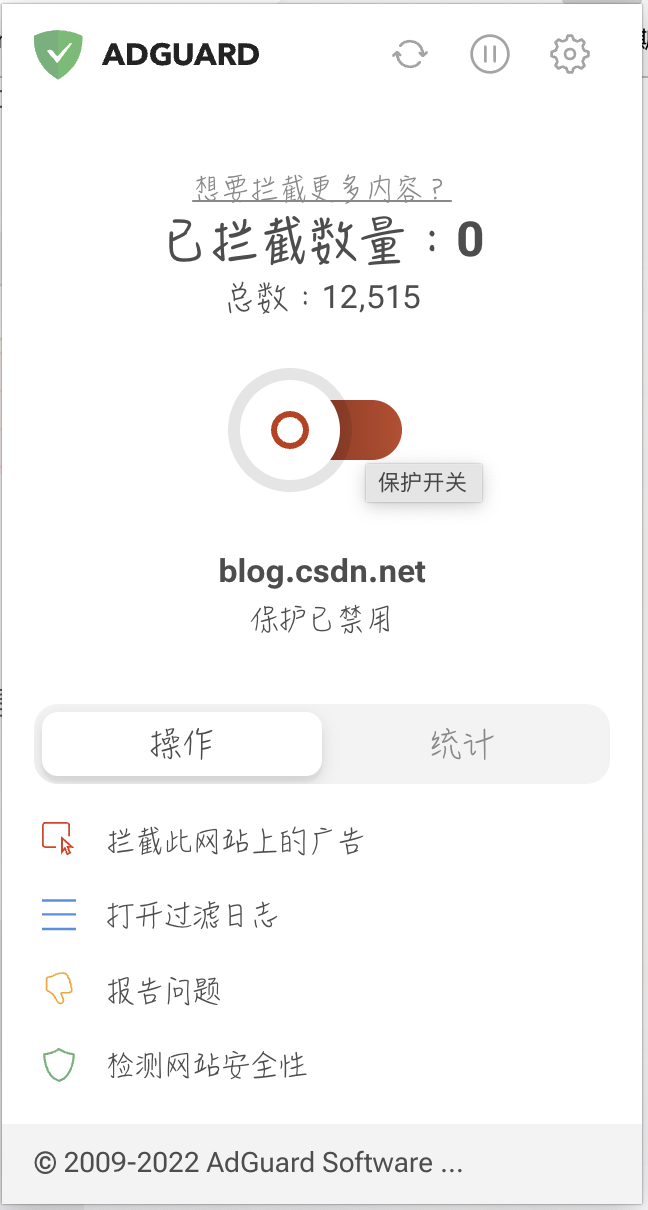 ADGUARD
想要拦截更多内容？
已拦截数量：0
总数：12,515
保护开关
blog.csdn.net
保护已禁用
操作
统计
拦截此网站上的广告
打开过滤日志
报告问题
检测网站安全性
© 2009-2022 AdGuard Software ...